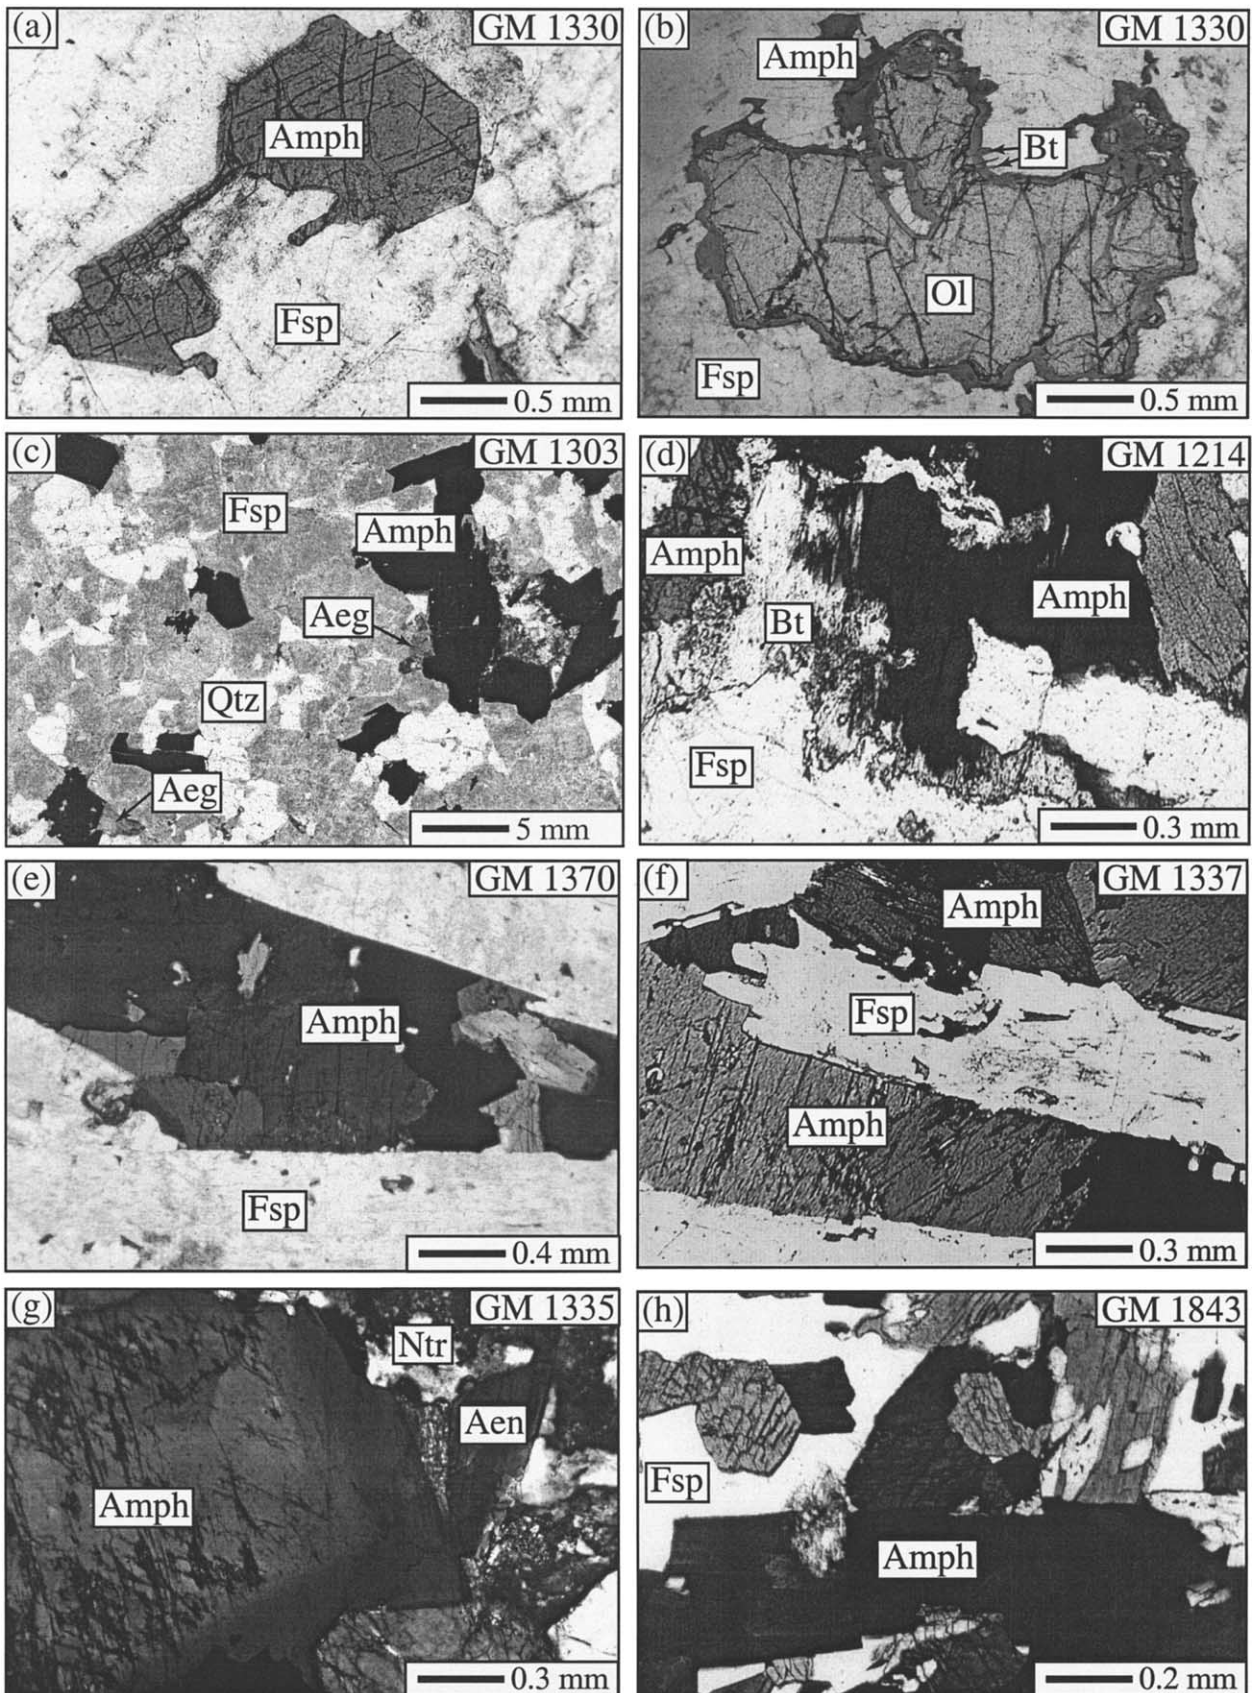 (a)
GM 1330
Amph
Fsp
0.5 mm
(b)
GM 1330
Amph
Bt
Ol
Fsp
0.5 mm
(c)
GM 1303
Fsp
Amph
Aeg
Qtz
Aeg
5 mm
(d)
GM 1214
Amph
Amph
Bt
Fsp
0.3 mm
(e)
GM 1370
Amph
Fsp
0.4 mm
(f)
GM 1337
Amph
Fsp
Amph
0.3 mm
(g)
GM 1335
Ntr
Aen
Amph
0.3 mm
(h)
GM 1843
Fsp
Amph
0.2 mm